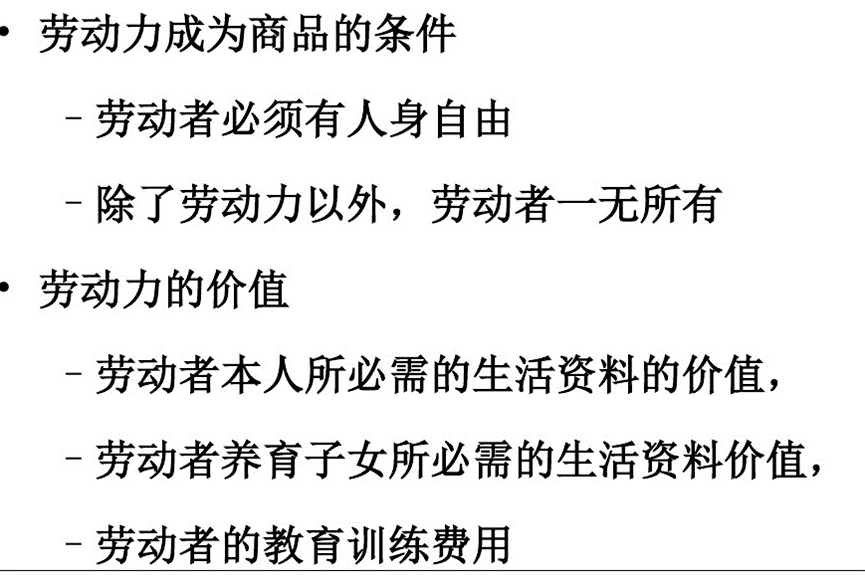 • 劳动力成为商品的条件
– 劳动者必须有人身自由
– 除了劳动力以外，劳动者一无所有
• 劳动力的价值
– 劳动者本人所必需的生活资料的价值，
– 劳动者养育子女所必需的生活资料价值，
– 劳动者的教育训练费用